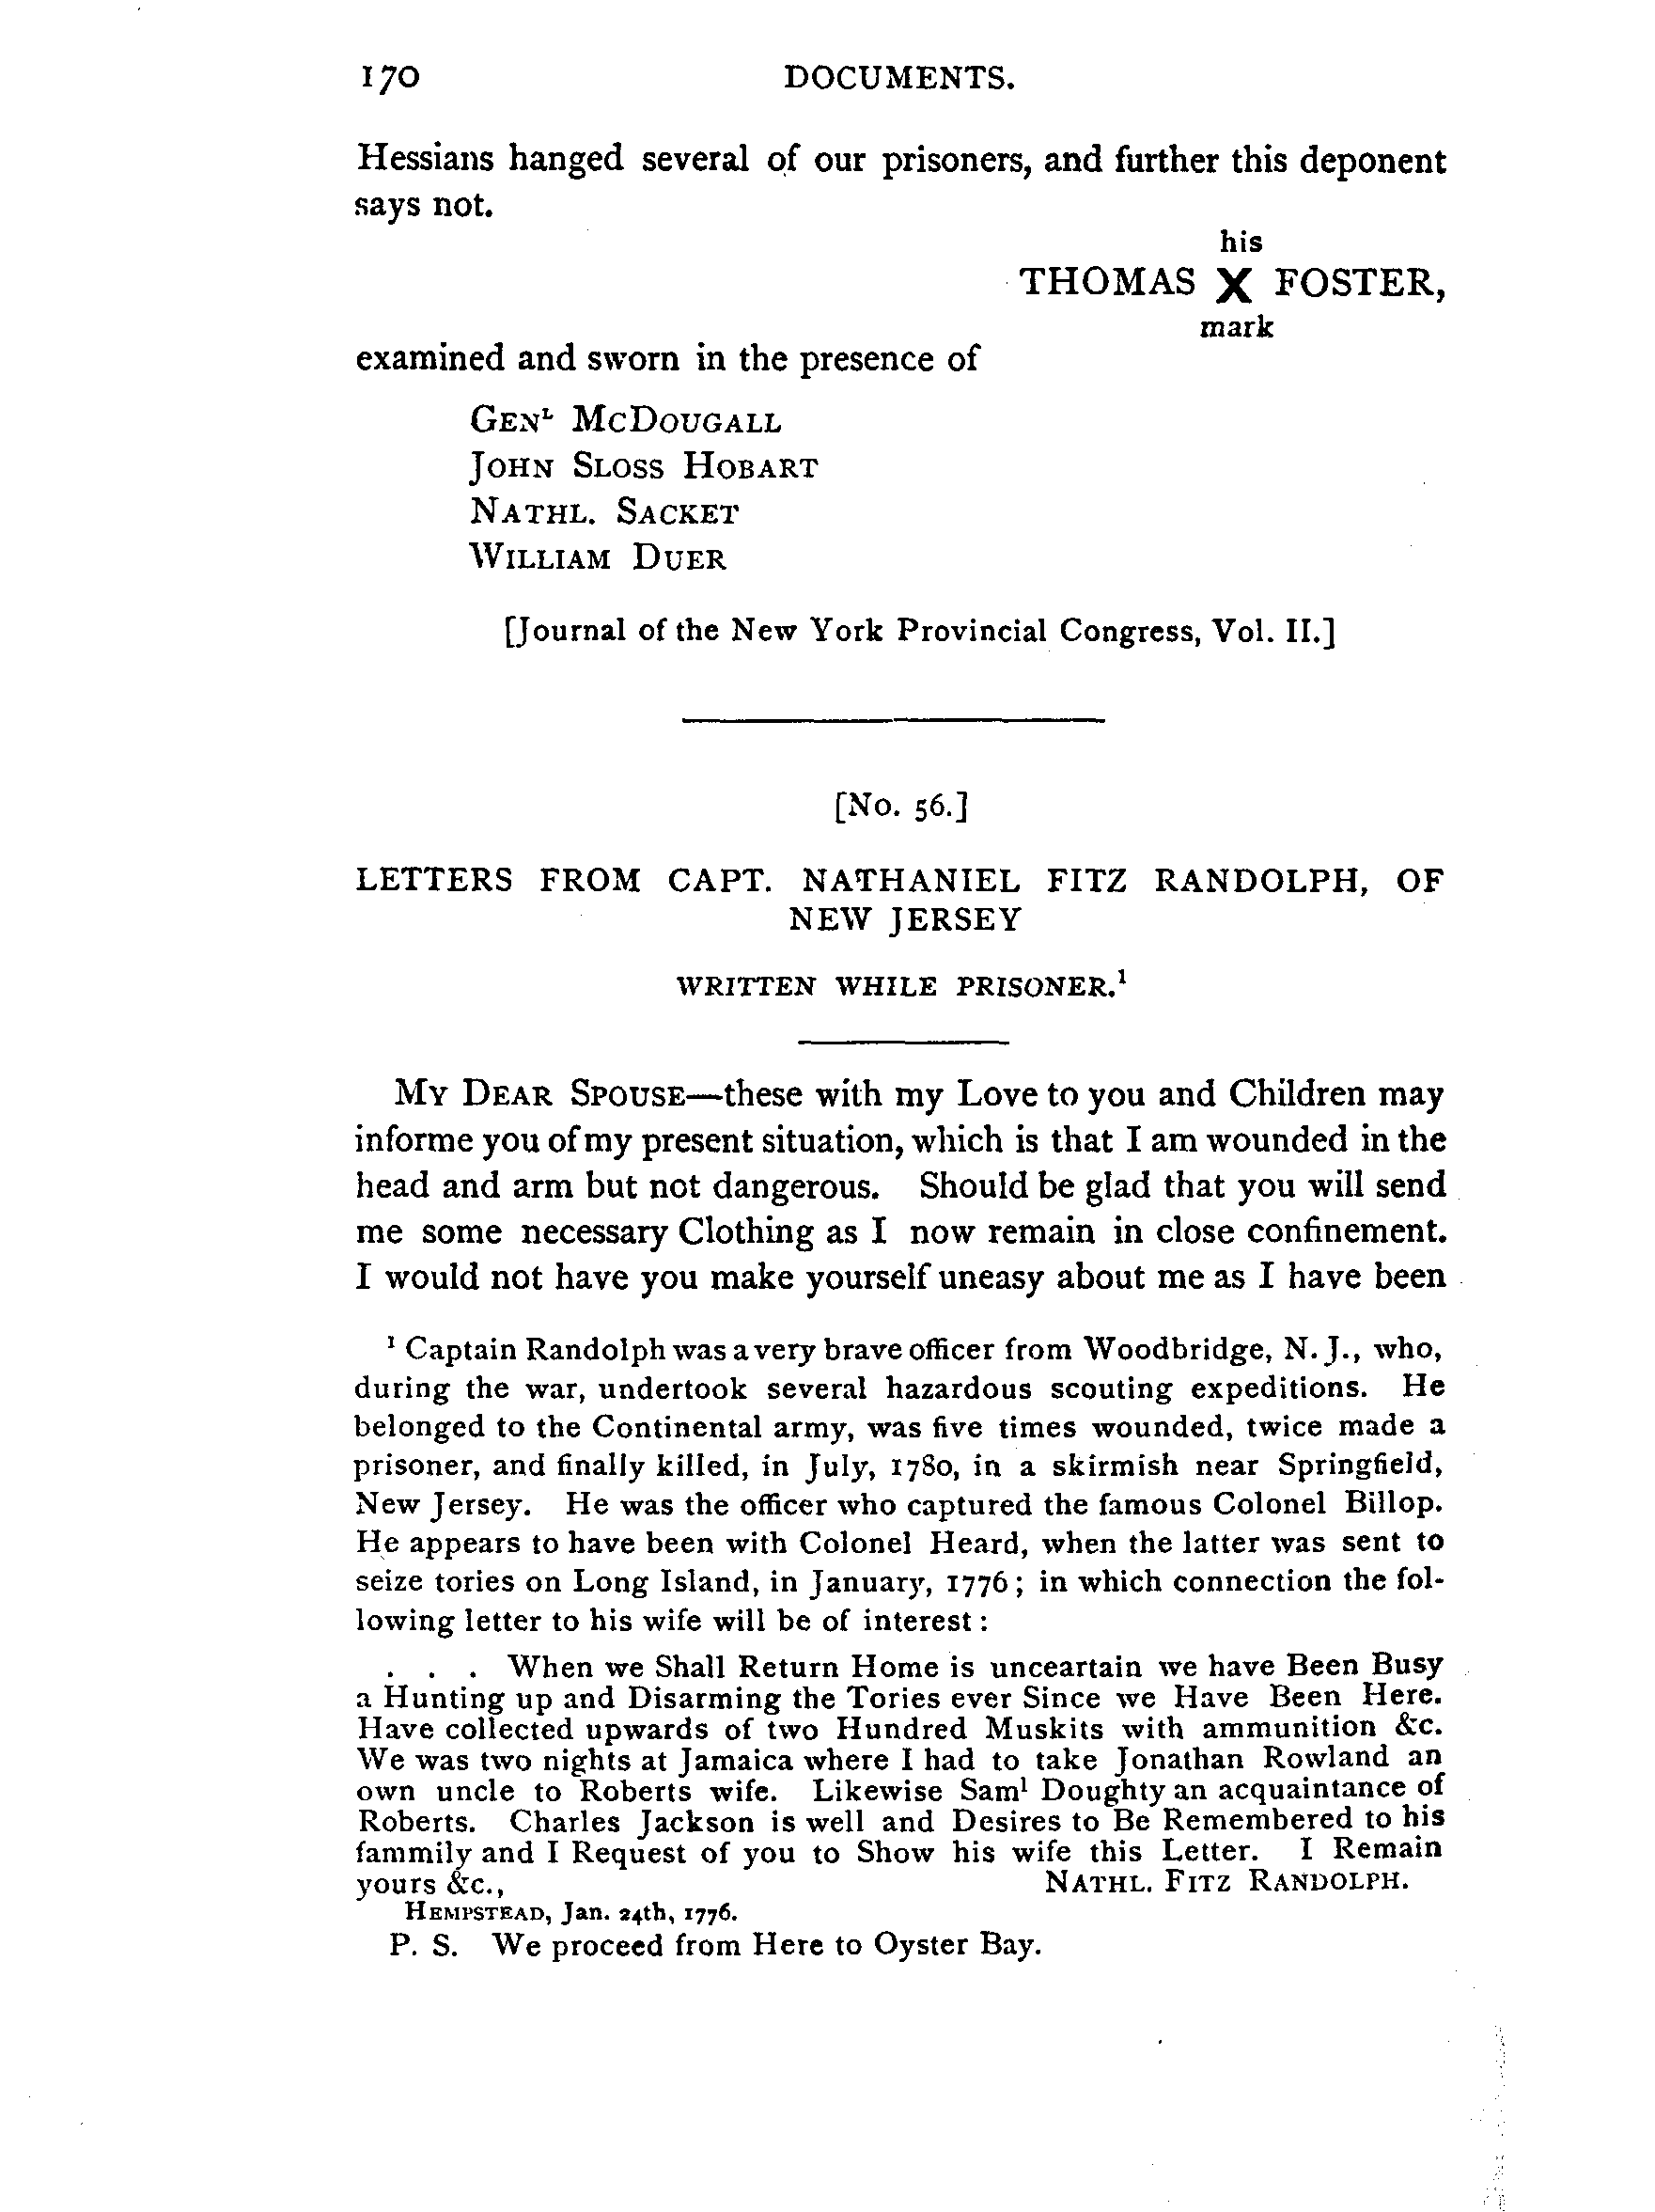 170 DOCUMENTS.
Hessians hanged several of our prisoners, and further this deponent
says not.
his
THOMAS X FOSTER,
mark
examined and sworn in the presence of
GENL McDOUGALL
JOHN SLOSS HOBART
NATHL. SACKET
WILLIAM DUER
[Journal of the New York Provincial Congress, Vol. II.]
[No. 56.]
LETTERS FROM CAPT. NATHANIEL FITZ RANDOLPH, OF
NEW JERSEY
WRITTEN WHILE PRISONER.¹
MY DEAR SPOUSE—these with my Love to you and Children may
informe you of my present situation, which is that I am wounded in the
head and arm but not dangerous. Should be glad that you will send
me some necessary Clothing as I now remain in close confinement.
I would not have you make yourself uneasy about me as I have been
¹ Captain Randolph was a very brave officer from Woodbridge, N. J., who,
during the war, undertook several hazardous scouting expeditions. He
belonged to the Continental army, was five times wounded, twice made a
prisoner, and finally killed, in July, 1780, in a skirmish near Springfield,
New Jersey. He was the officer who captured the famous Colonel Billop.
He appears to have been with Colonel Heard, when the latter was sent to
seize tories on Long Island, in January, 1776; in which connection the fol-
lowing letter to his wife will be of interest:
. . . When we Shall Return Home is unceartain we have Been Busy
a Hunting up and Disarming the Tories ever Since we Have Been Here.
Have collected upwards of two Hundred Muskits with ammunition &c.
We was two nights at Jamaica where I had to take Jonathan Rowland an
own uncle to Roberts wife. Likewise Saml Doughty an acquaintance of
Roberts. Charles Jackson is well and Desires to Be Remembered to his
fammily and I Request of you to Show his wife this Letter. I Remain
yours &c., NATHL. FITZ RANDOLPH.
HEMPSTEAD, Jan. 24th, 1776.
P. S. We proceed from Here to Oyster Bay.